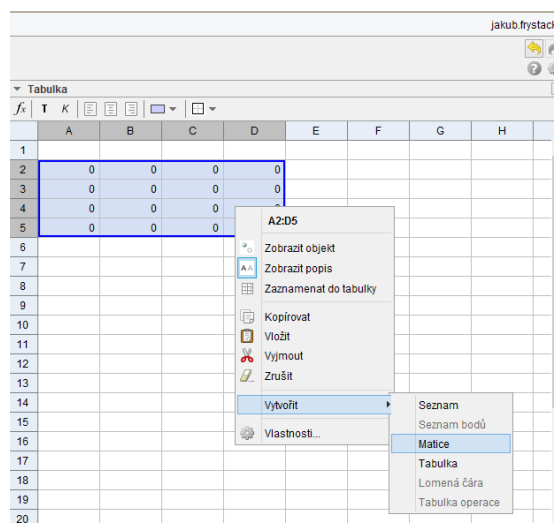 jakub.frystack
Tabulka
fx T K
A B C D E F G H
1
2 0 0 0 0
3 0 0 0 0
4 0 0 0 0
5 0 0 0
A2:D5
6 Zobrazit objekt
7 AA Zobrazit popis
8 Zaznamenat do tabulky
9
10 Kopírovat
11 Vložit
12 Vyjmout
13 Zrušit
14 Vytvořit Seznam
15 Seznam bodů
Vlastnosti...
16 Matice
17 Tabulka
18 Lomená čára
19 Tabulka operace
20